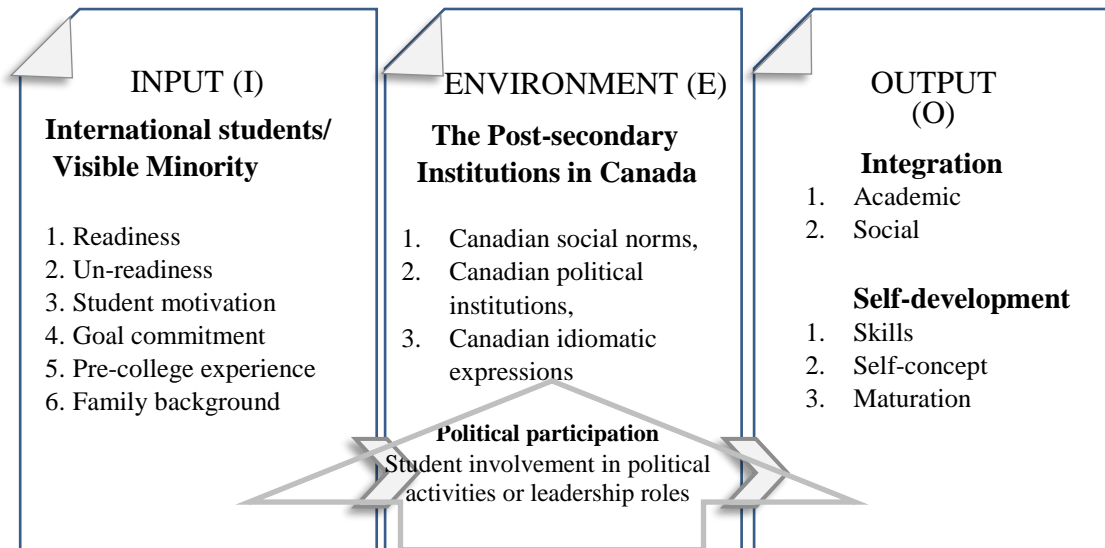 INPUT (I)
International students/
Visible Minority
1. Readiness
2. Un-readiness
3. Student motivation
4. Goal commitment
5. Pre-college experience
6. Family background
ENVIRONMENT (E)
The Post-secondary
Institutions in Canada
1. Canadian social norms,
2. Canadian political
institutions,
3. Canadian idiomatic
expressions
Political participation
Student involvement in political
activities or leadership roles
OUTPUT
(O)
Integration
1. Academic
2. Social
Self-development
1. Skills
2. Self-concept
3. Maturation